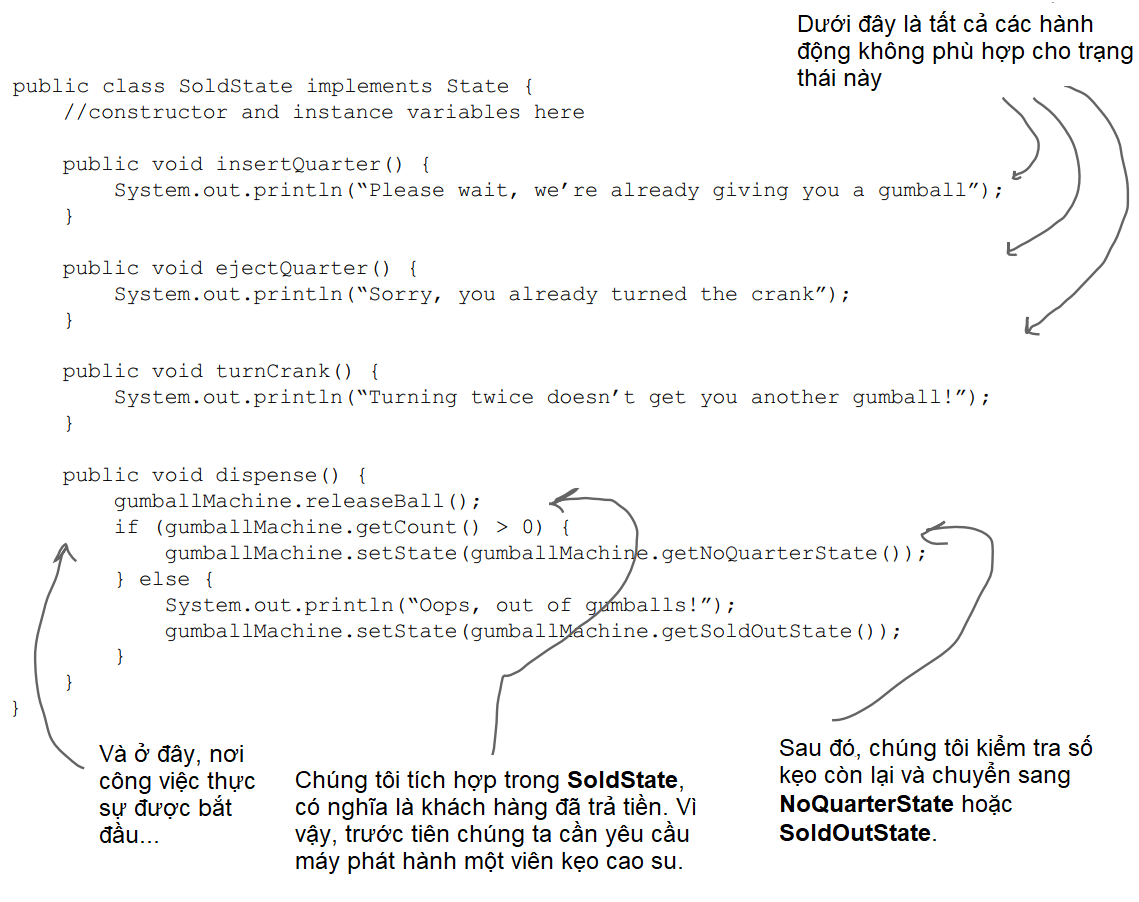 Dưới đây là tất cả các hành
động không phù hợp cho trạng
thái này
public class SoldState implements State {
//constructor and instance variables here
public void insertQuarter() {
System.out.println(“Please wait, we’re already giving you a gumball”);
}
public void ejectQuarter() {
System.out.println(“Sorry, you already turned the crank”);
}
public void turnCrank() {
System.out.println(“Turning twice doesn’t get you another gumball!”);
}
public void dispense() {
gumballMachine.releaseBall();
if (gumballMachine.getCount() > 0) {
gumballMachine.setState(gumballMachine.getNoQuarterState());
} else {
System.out.println(“Oops, out of gumballs!”);
gumballMachine.setState(gumballMachine.getSoldOutState());
}
}
}
Và ở đây, nơi
công việc thực
sự được bắt
đầu...
Chúng tôi tích hợp trong SoldState,
có nghĩa là khách hàng đã trả tiền. Vì
vậy, trước tiên chúng ta cần yêu cầu
máy phát hành một viên kẹo cao su.
Sau đó, chúng tôi kiểm tra số
kẹo còn lại và chuyển sang
NoQuarterState hoặc
SoldOutState.